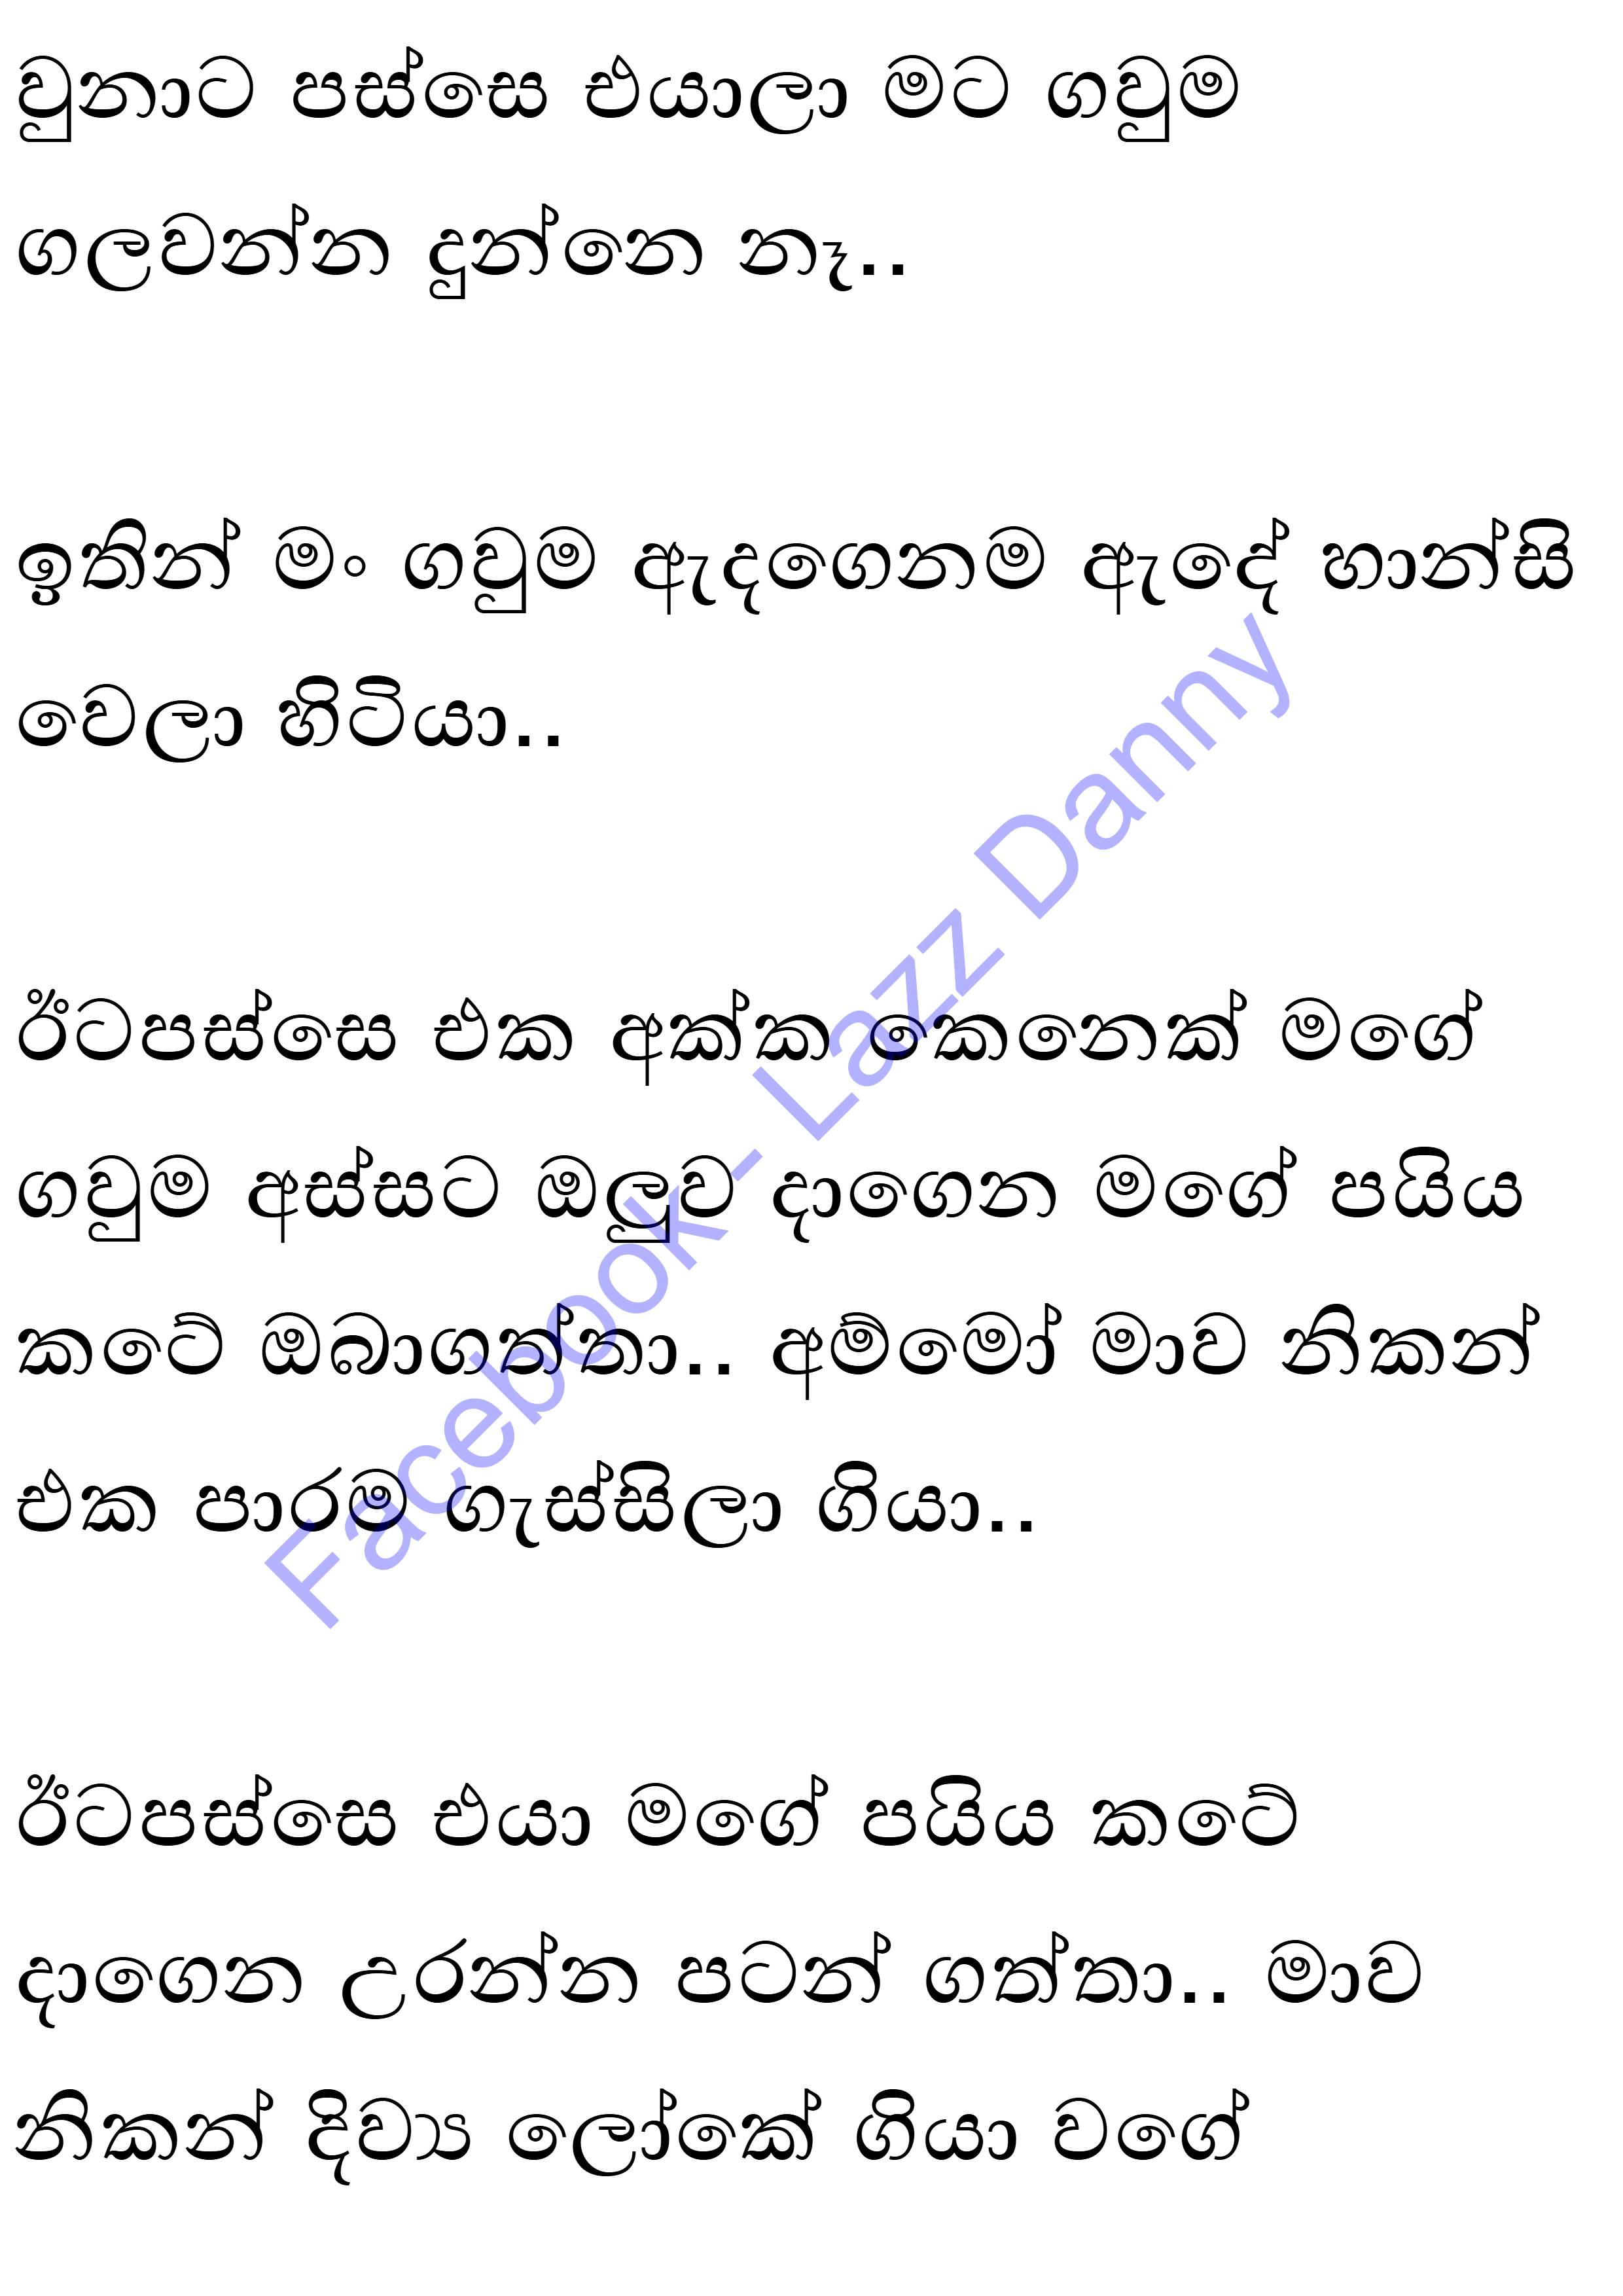 වුනාට පස්සෙ එයාලා මට ගවුම
ගලවන්න දුන්නෙ නෑ..
ඉතින් මං ගවුම ඇදගෙනම ඇදේ හාන්සි
වෙලා හිටියා..
ඊටපස්සෙ එක අක්ක කෙනෙක් මගේ
ගවුම අස්සට ඔලුව දාගෙන මගේ පයිය
කටේ ඔබාගත්තා.. අම්මෝ මාව නිකන්
එක පාරම ගැස්සිලා ගියා..
ඊටපස්සෙ එයා මගේ පයිය කටේ
දාගෙන උරන්න පටන් ගත්තා.. මාව
නිකන් දිව්‍ය ලෝකේ ගියා වගේ
Facebook- Lazz Danny